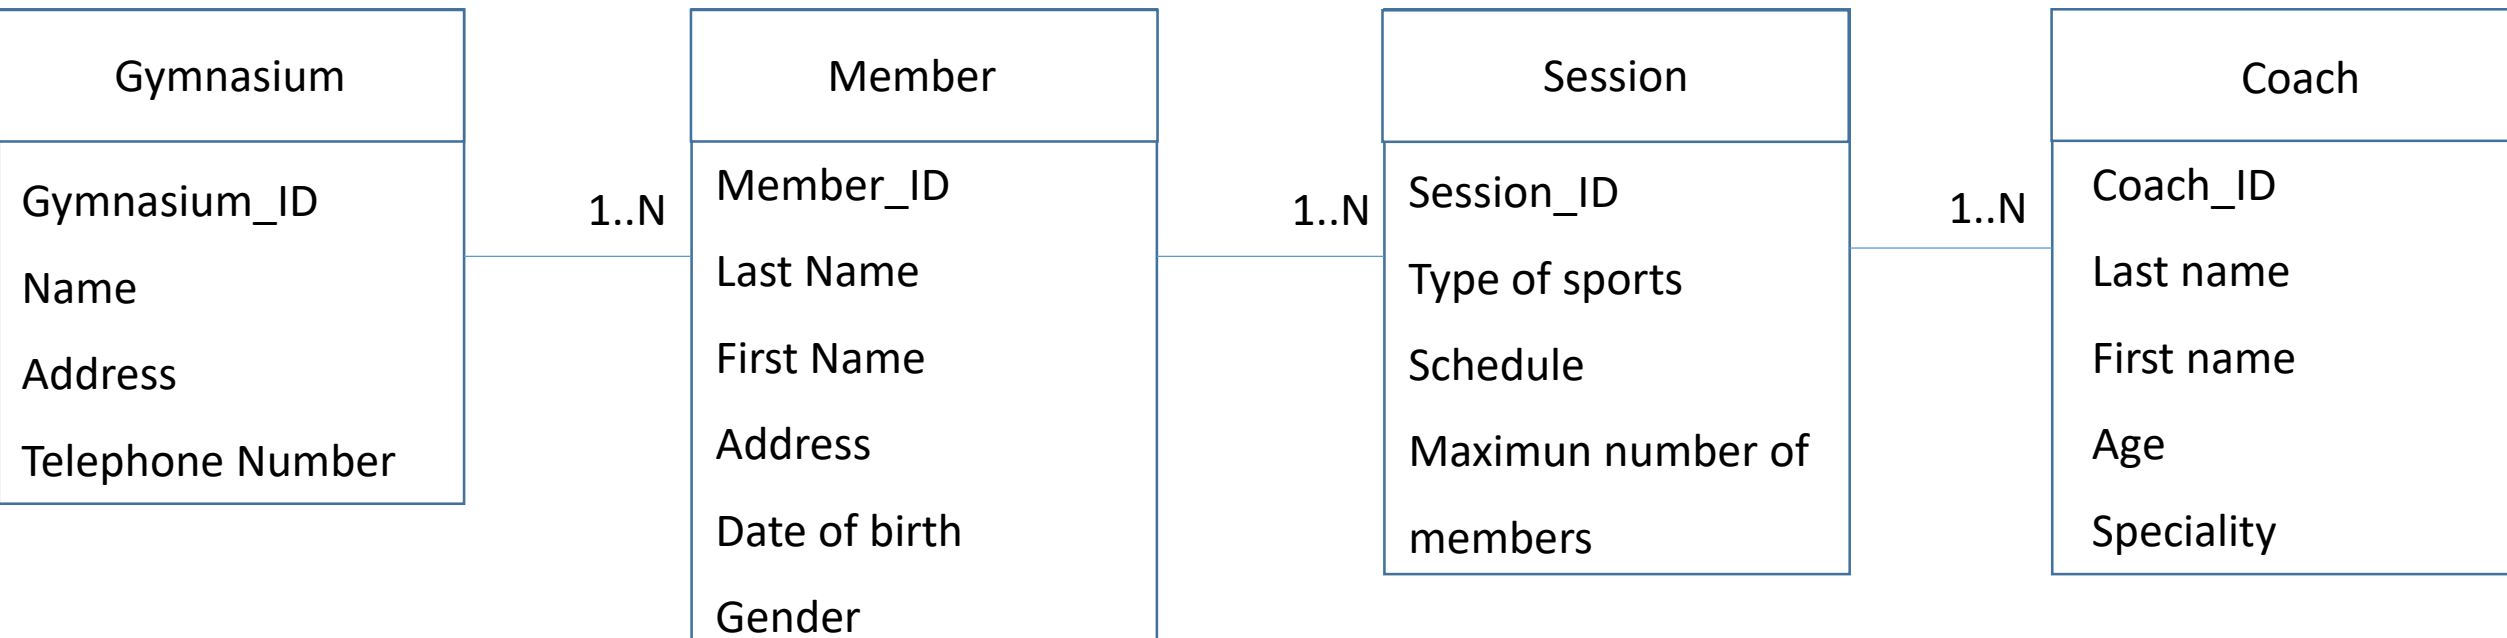 Gymnasium
Gymnasium_ID
Name
Address
Telephone Number
1..N
Member
Member_ID
Last Name
First Name
Address
Date of birth
Gender
1..N
Session
Session_ID
Type of sports
Schedule
Maximun number of
members
1..N
Coach
Coach_ID
Last name
First name
Age
Speciality